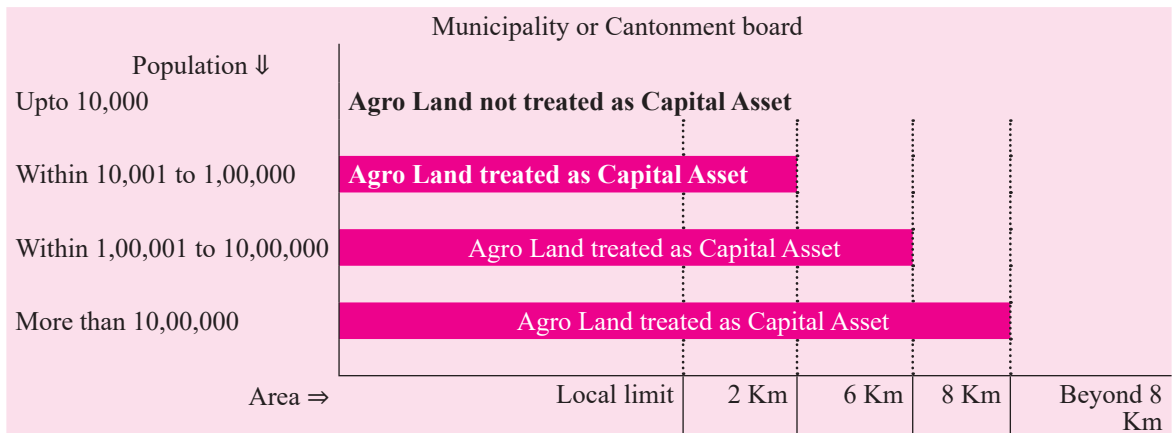 Municipality or Cantonment board
Population ⇓
Upto 10,000
Agro Land not treated as Capital Asset
Within 10,001 to 1,00,000
Agro Land treated as Capital Asset
Within 1,00,001 to 10,00,000
Agro Land treated as Capital Asset
More than 10,00,000
Agro Land treated as Capital Asset
Area ⇒
Local limit
2 Km
6 Km
8 Km
Beyond 8
Km